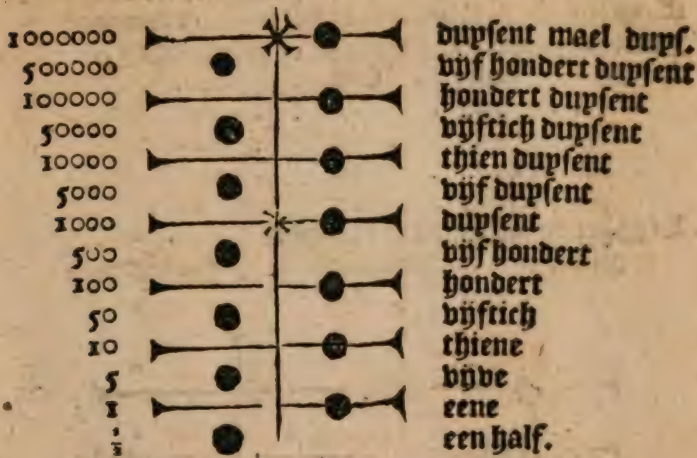 1000000 duysent mael duys.
500000 vijf hondert duysent
100000 hondert duysent
50000 vijftich duysent
10000 thien duysent
5000 vijf duysent
1000 duysent
500 vijf hondert
100 hondert
50 vijftich
10 thiene
5 vijve
1 eene
1/2 een half.